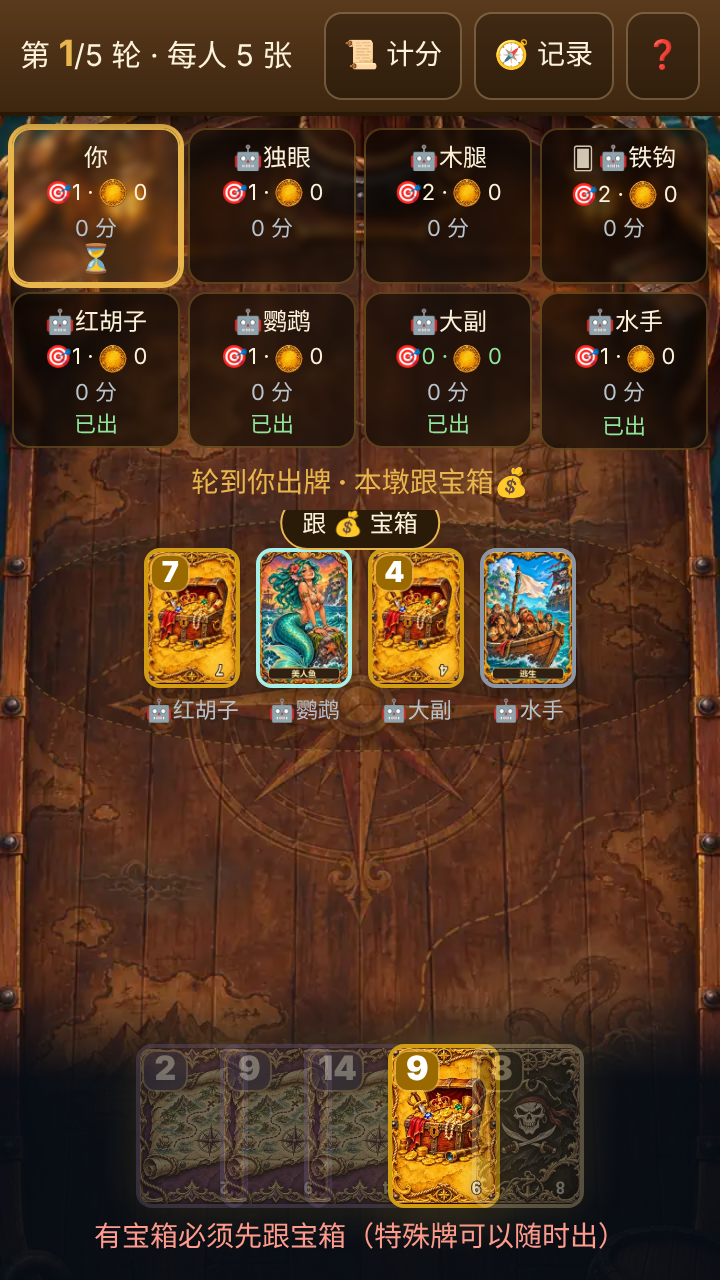 第 1/5 轮 · 每人 5 张
计分
记录
你
1 · 0
0 分
独眼
1 · 0
0 分
木腿
2 · 0
0 分
铁钩
2 · 0
0 分
红胡子
1 · 0
0 分
已出
鹦鹉
1 · 0
0 分
已出
大副
0 · 0
0 分
已出
水手
1 · 0
0 分
已出
轮到你出牌 · 本墩跟宝箱
跟 宝箱
7
7
美人鱼
4
4
逃生
红胡子
鹦鹉
大副
水手
2
9
14
9
8
2
9
9
8
有宝箱必须先跟宝箱（特殊牌可以随时出）